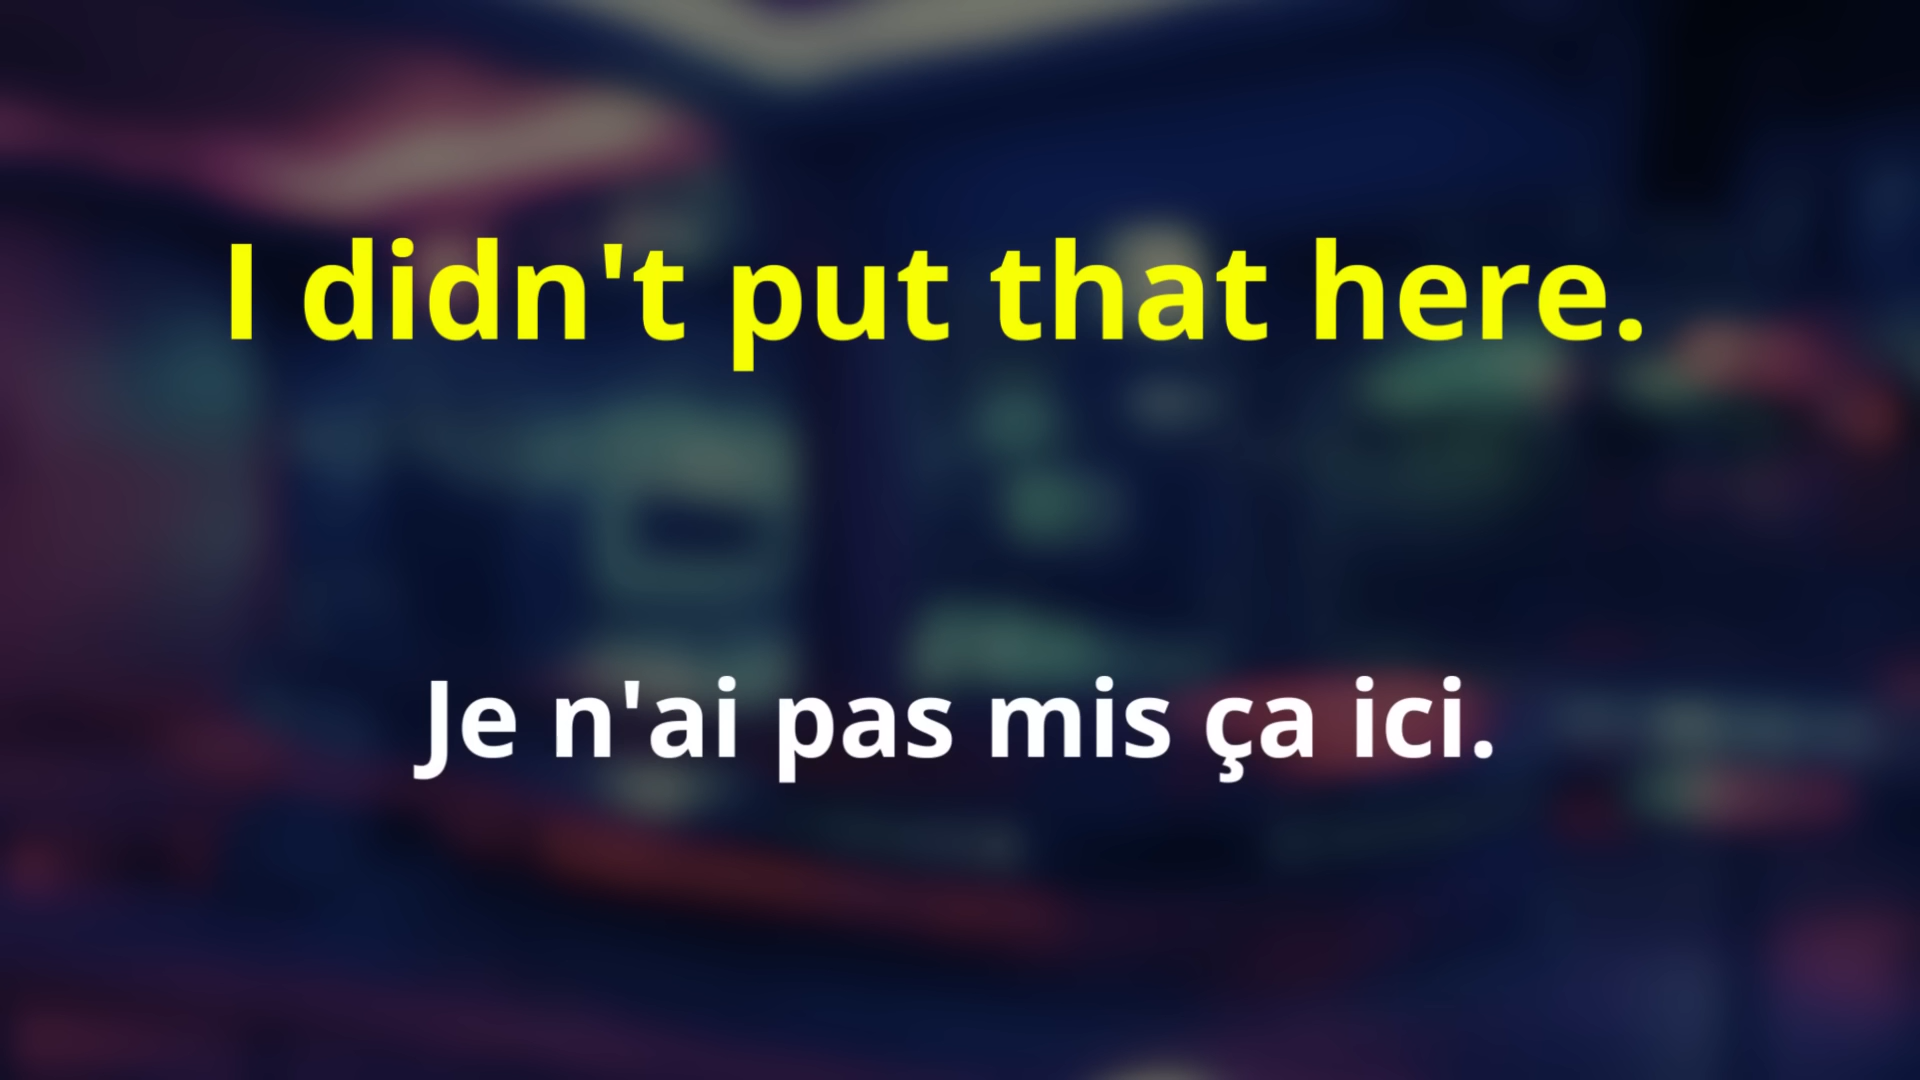 I didn't put that here.
Je n'ai pas mis ça ici.